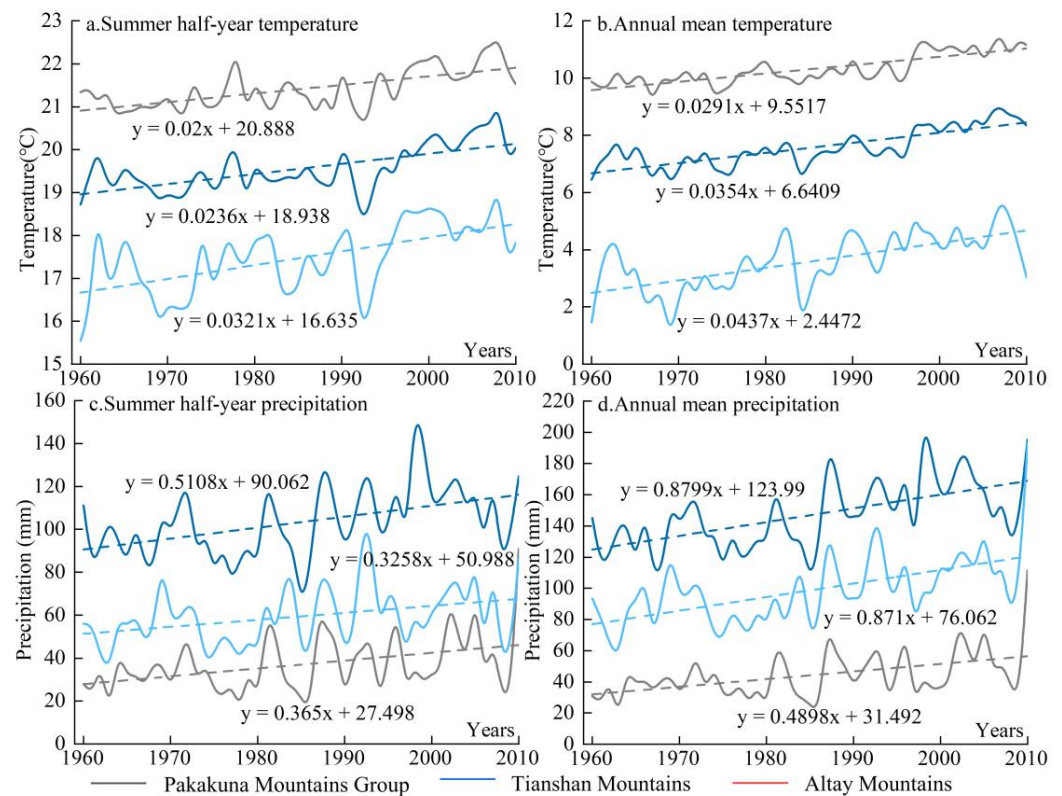 a.Summer half-year temperature
23
22
21
20
19
18
17
16
15
Temperature(°C)
y = 0.02x + 20.888
y = 0.0236x + 18.938
y = 0.0321x + 16.635
Years
1960 1970 1980 1990 2000 2010
b.Annual mean temperature
12
10
8
6
4
2
0
Temperature(°C)
y = 0.0291x + 9.5517
y = 0.0354x + 6.6409
y = 0.0437x + 2.4472
Years
1960 1970 1980 1990 2000 2010
c.Summer half-year precipitation
160
140
120
100
80
60
40
20
0
Precipitation (mm)
y = 0.5108x + 90.062
y = 0.3258x + 50.988
y = 0.365x + 27.498
Years
1960 1970 1980 1990 2000 2010
d.Annual mean precipitation
220
200
180
160
140
120
100
80
60
40
20
0
Precipitation (mm)
y = 0.8799x + 123.99
y = 0.871x + 76.062
y = 0.4898x + 31.492
Years
1960 1970 1980 1990 2000 2010
Pakakuna Mountains Group Tianshan Mountains Altay Mountains